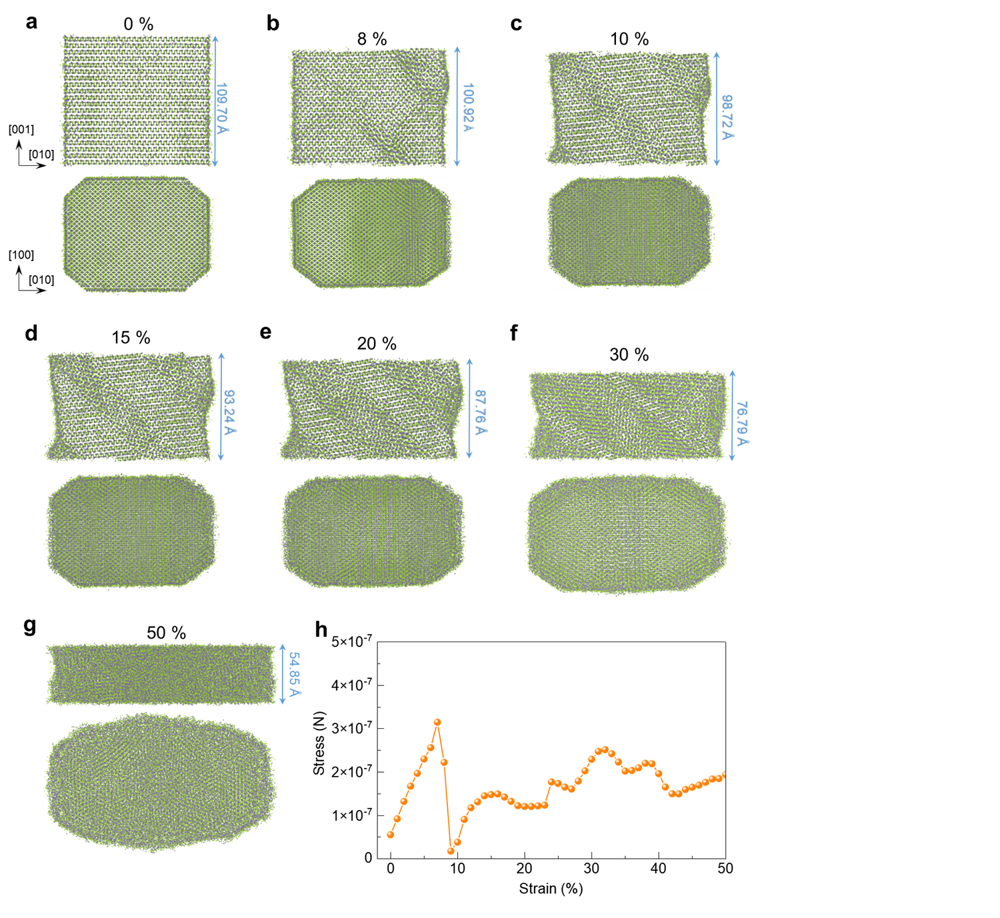 a
0 %
109.70 Å
[001]
[010]
[100]
[010]
b
8 %
100.92 Å
c
10 %
98.72 Å
d
15 %
93.24 Å
e
20 %
87.76 Å
f
30 %
76.79 Å
g
50 %
54.85 Å
h
5×10⁻⁷
4×10⁻⁷
3×10⁻⁷
2×10⁻⁷
1×10⁻⁷
0
Stress (N)
0 10 20 30 40 50
Strain (%)